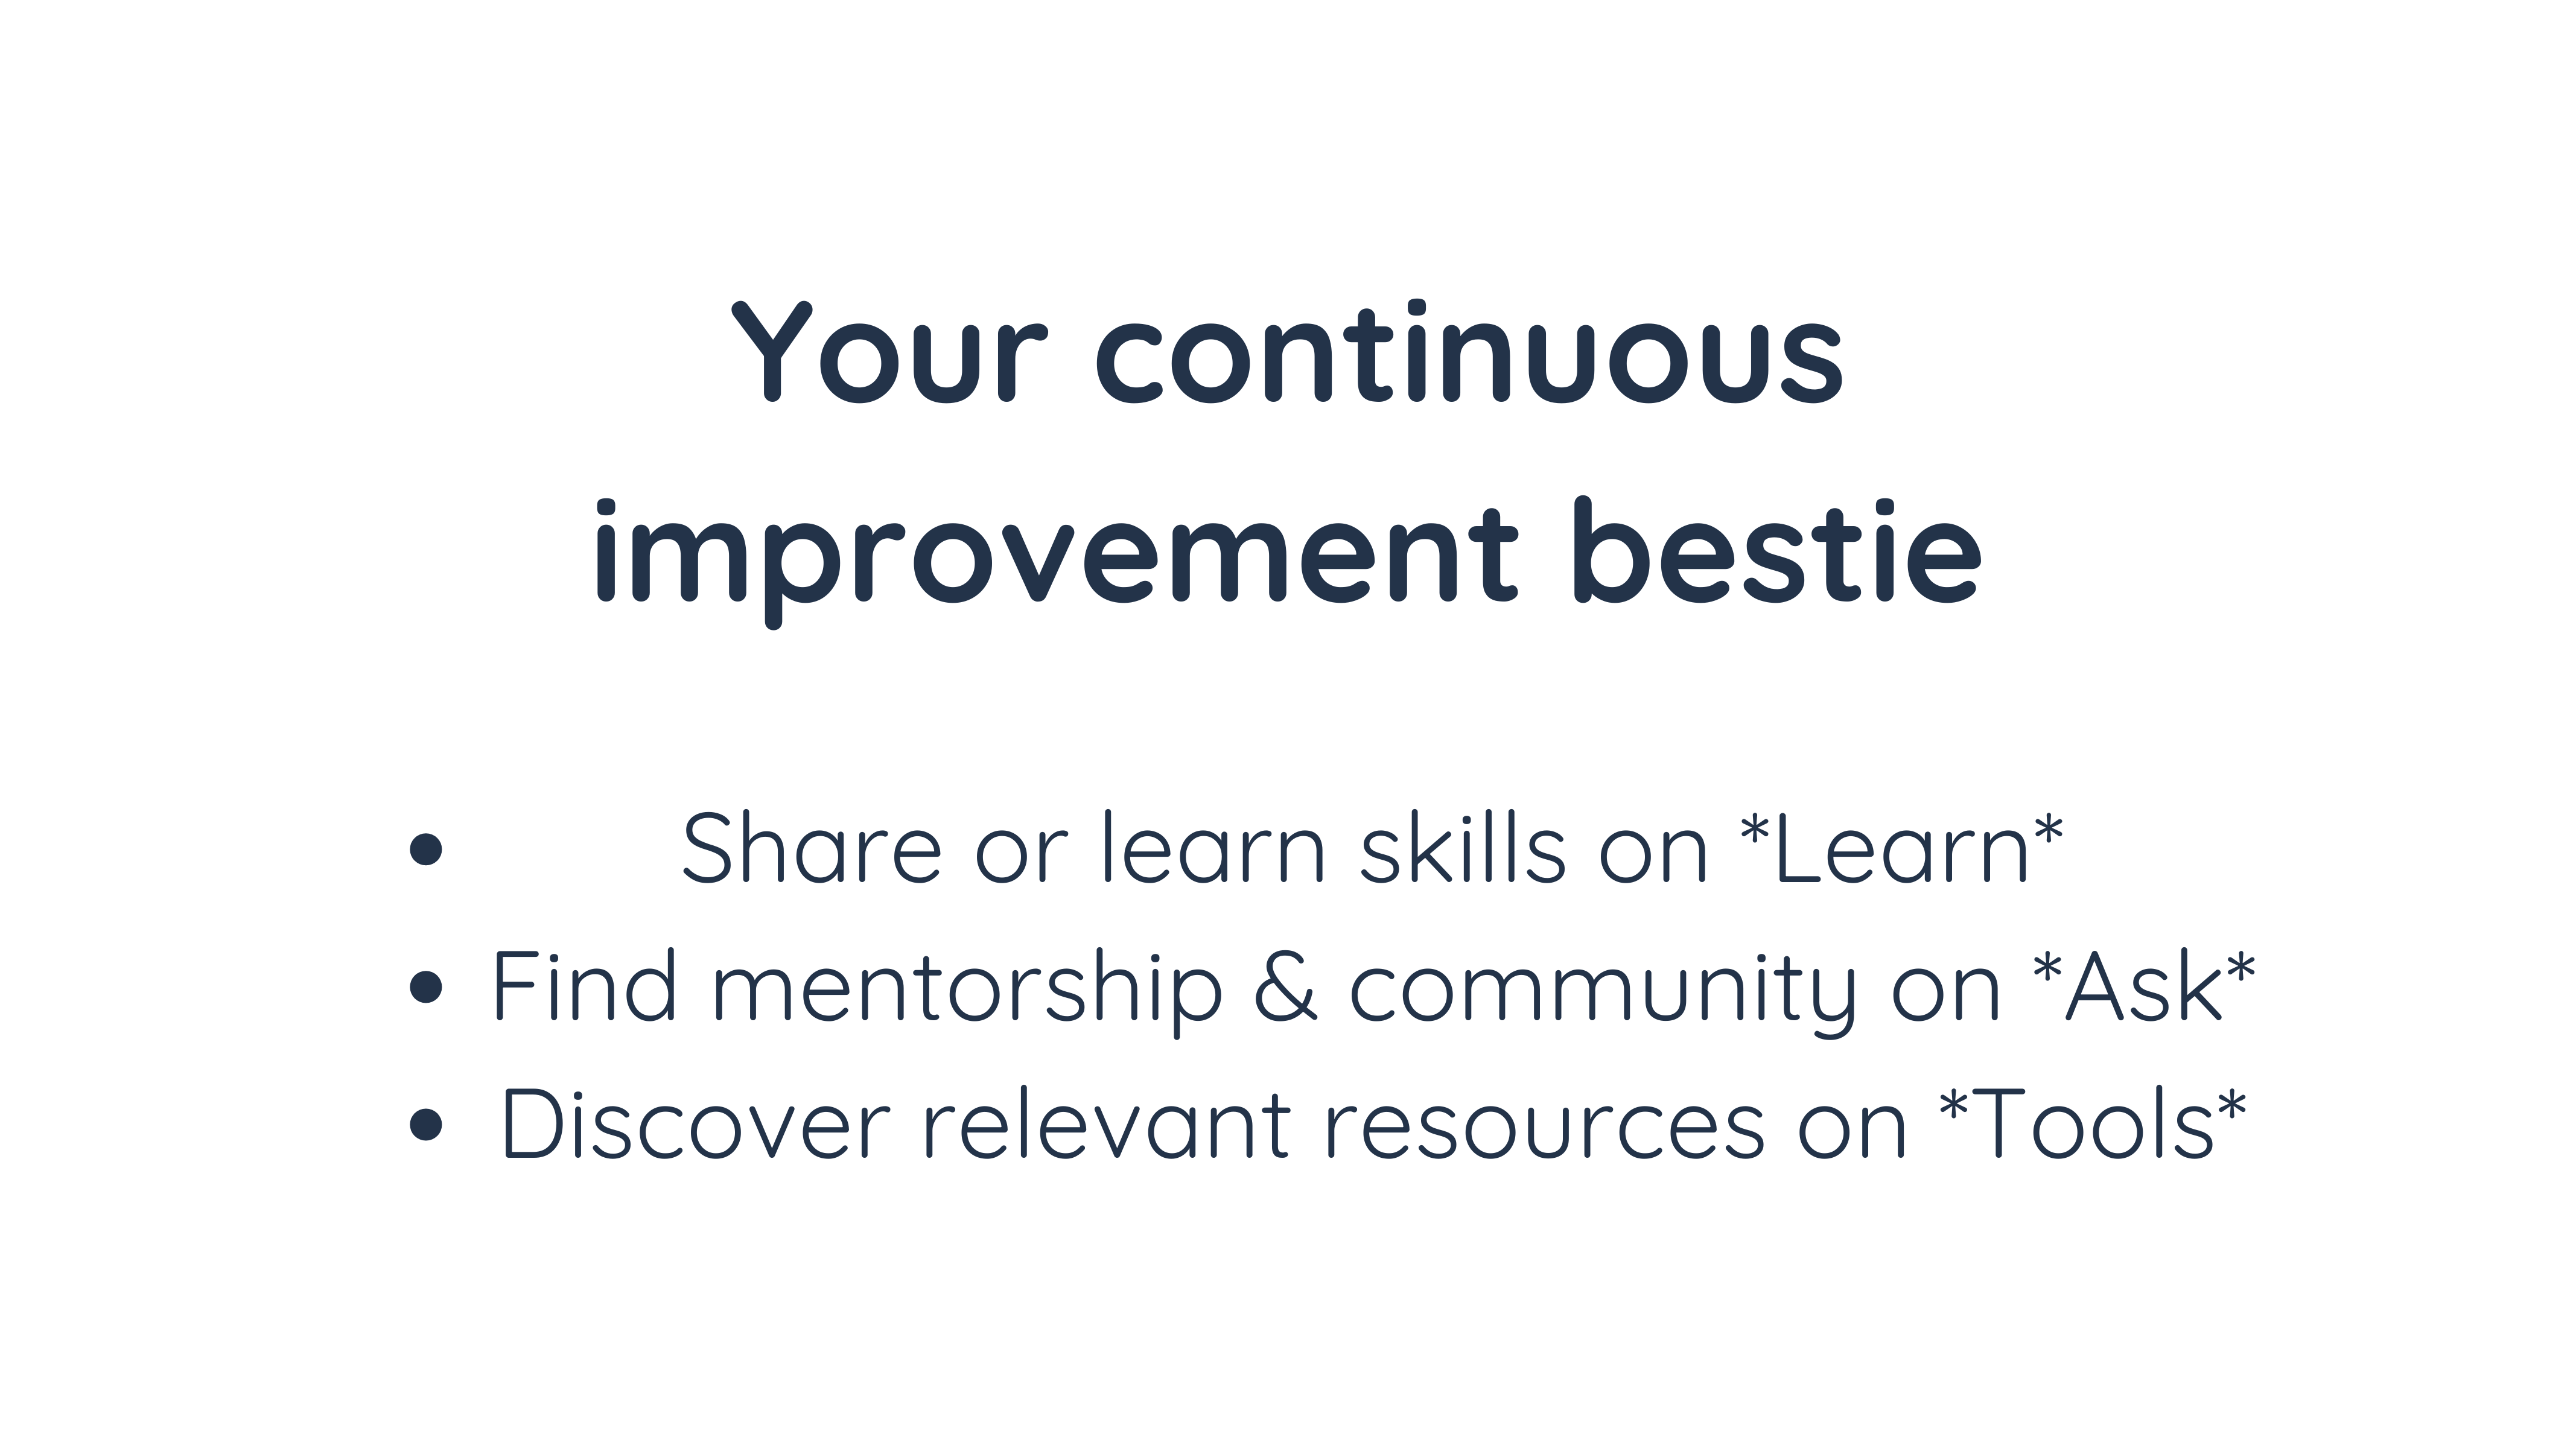 Your continuous
improvement bestie
• Share or learn skills on *Learn*
• Find mentorship & community on *Ask*
• Discover relevant resources on *Tools*